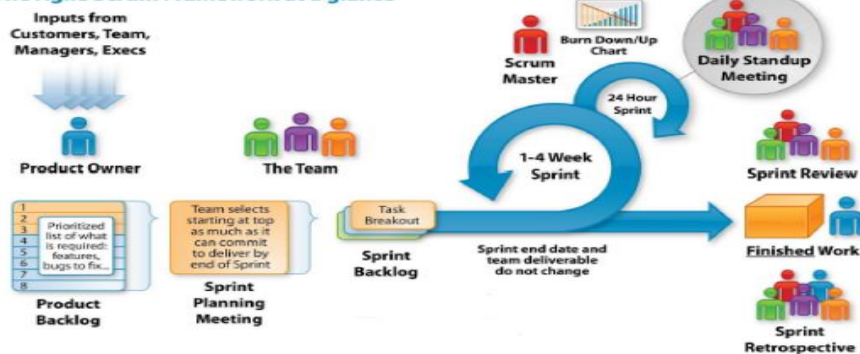 Inputs from
Customers, Team,
Managers, Execs
Product Owner
The Team
Scrum
Master
Burn Down/Up
Chart
Daily Standup
Meeting
24 Hour
Sprint
1-4 Week
Sprint
Sprint Review
1
2
3
4
5
6
7
8
Prioritized
list of what
is required:
features,
bugs to fix...
Product
Backlog
Team selects
starting at top
as much as it
can commit
to deliver by
end of Sprint
Sprint
Planning
Meeting
Task
Breakout
Sprint
Backlog
Sprint end date and
team deliverable
do not change
Finished Work
Sprint
Retrospective